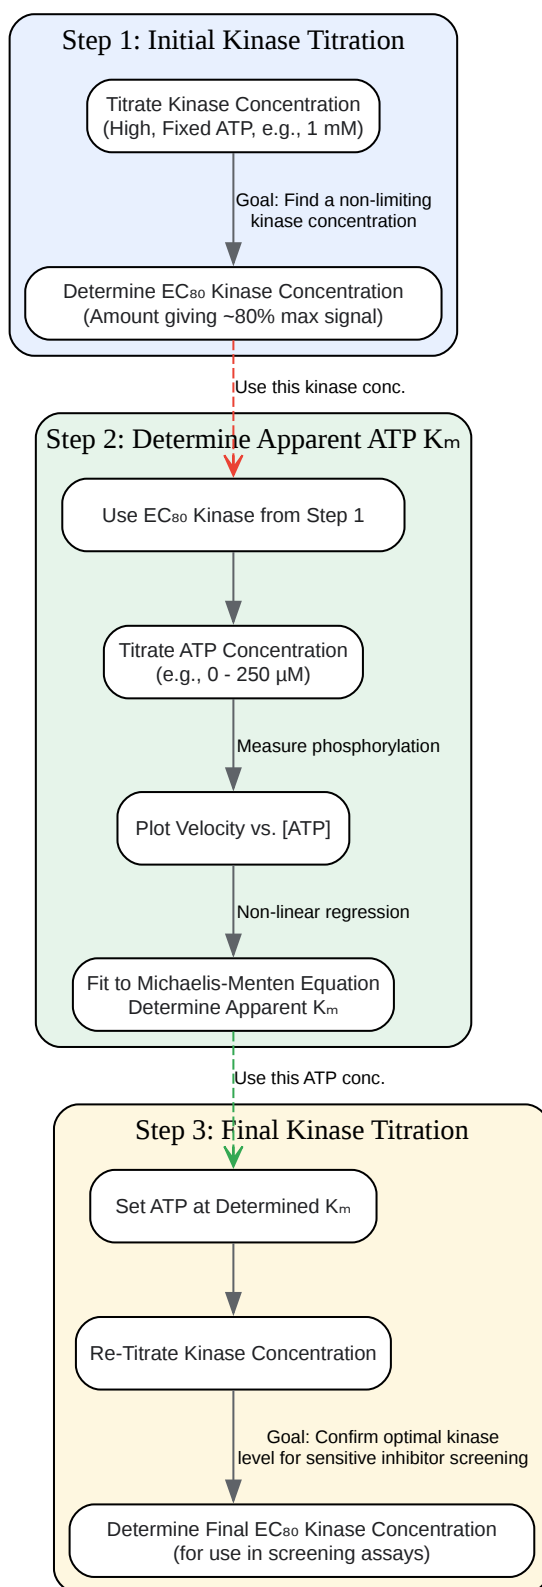 Step 1: Initial Kinase Titration
Titrate Kinase Concentration
(High, Fixed ATP, e.g., 1 mM)
Goal: Find a non-limiting
kinase concentration
Determine EC₈₀ Kinase Concentration
(Amount giving ~80% max signal)
Use this kinase conc.
Step 2: Determine Apparent ATP Kₘ
Use EC₈₀ Kinase from Step 1
Titrate ATP Concentration
(e.g., 0 - 250 µM)
Measure phosphorylation
Plot Velocity vs. [ATP]
Non-linear regression
Fit to Michaelis-Menten Equation
Determine Apparent Kₘ
Use this ATP conc.
Step 3: Final Kinase Titration
Set ATP at Determined Kₘ
Re-Titrate Kinase Concentration
Goal: Confirm optimal kinase
level for sensitive inhibitor screening
Determine Final EC₈₀ Kinase Concentration
(for use in screening assays)